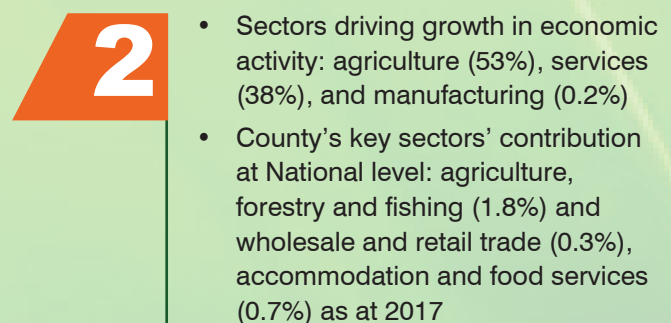 2
• Sectors driving growth in economic
activity: agriculture (53%), services
(38%), and manufacturing (0.2%)
• County’s key sectors’ contribution
at National level: agriculture,
forestry and fishing (1.8%) and
wholesale and retail trade (0.3%),
accommodation and food services
(0.7%) as at 2017